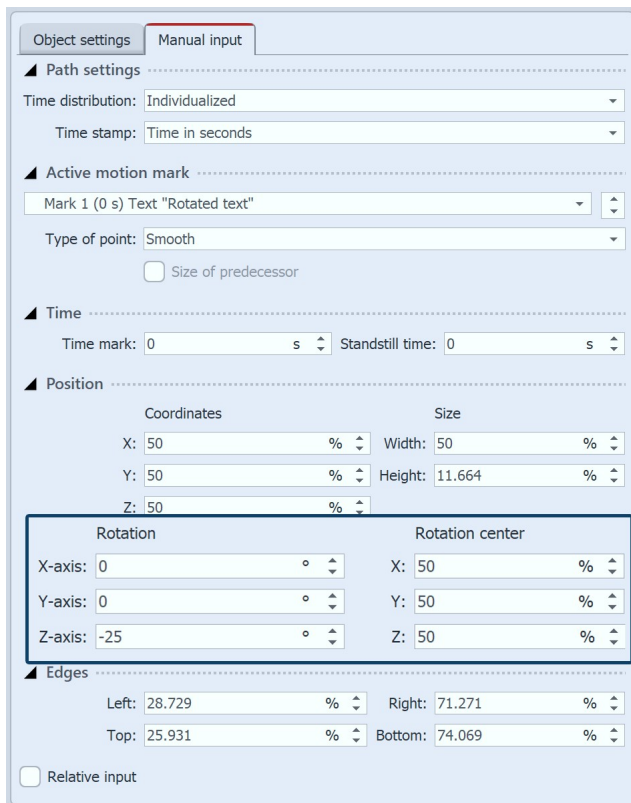 Object settings Manual input
Path settings
Time distribution: Individualized
Time stamp: Time in seconds
Active motion mark
Mark 1 (0 s) Text "Rotated text"
Type of point: Smooth
Size of predecessor
Time
Time mark: 0 s Standstill time: 0 s
Position
Coordinates Size
X: 50 % Width: 50 %
Y: 50 % Height: 11.664 %
Z: 50 %
Rotation Rotation center
X-axis: 0 ° X: 50 %
Y-axis: 0 ° Y: 50 %
Z-axis: -25 ° Z: 50 %
Edges
Left: 28.729 % Right: 71.271 %
Top: 25.931 % Bottom: 74.069 %
Relative input